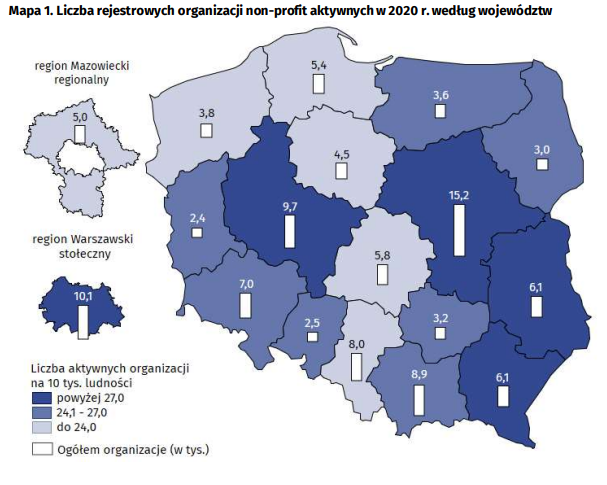 Mapa 1. Liczba rejestrowych organizacji non-profit aktywnych w 2020 r. według województw
region Mazowiecki
regionalny
5,0
region Warszawski
stołeczny
10,1
5,4
3,8
3,6
4,5
3,0
9,7
15,2
2,4
5,8
7,0
6,1
2,5
3,2
8,0
8,9
6,1
Liczba aktywnych organizacji
na 10 tys. ludności
powyżej 27,0
24,1 - 27,0
do 24,0
Ogółem organizacje (w tys.)